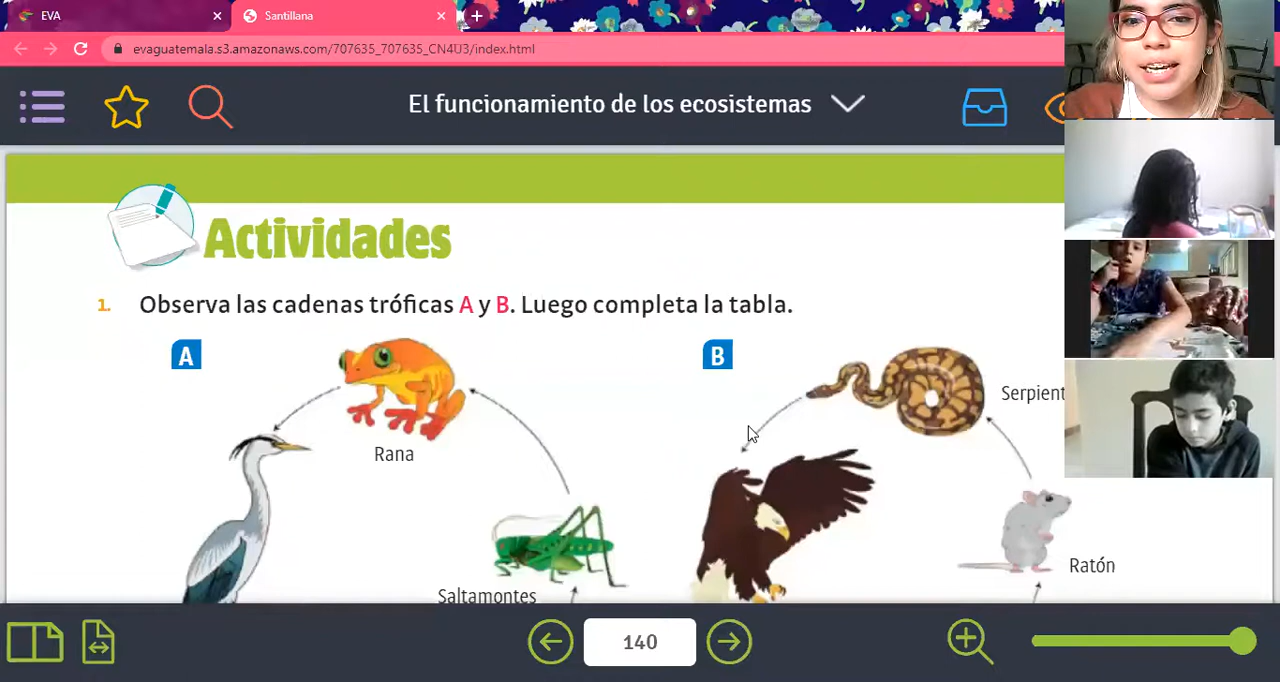 EVA
Santillana
evaguatemala.s3.amazonaws.com/707635_707635_CN4U3/index.html
El funcionamiento de los ecosistemas
Actividades
1. Observa las cadenas tróficas A y B. Luego completa la tabla.
A
B
Serpient
Rana
Ratón
Saltamontes
140